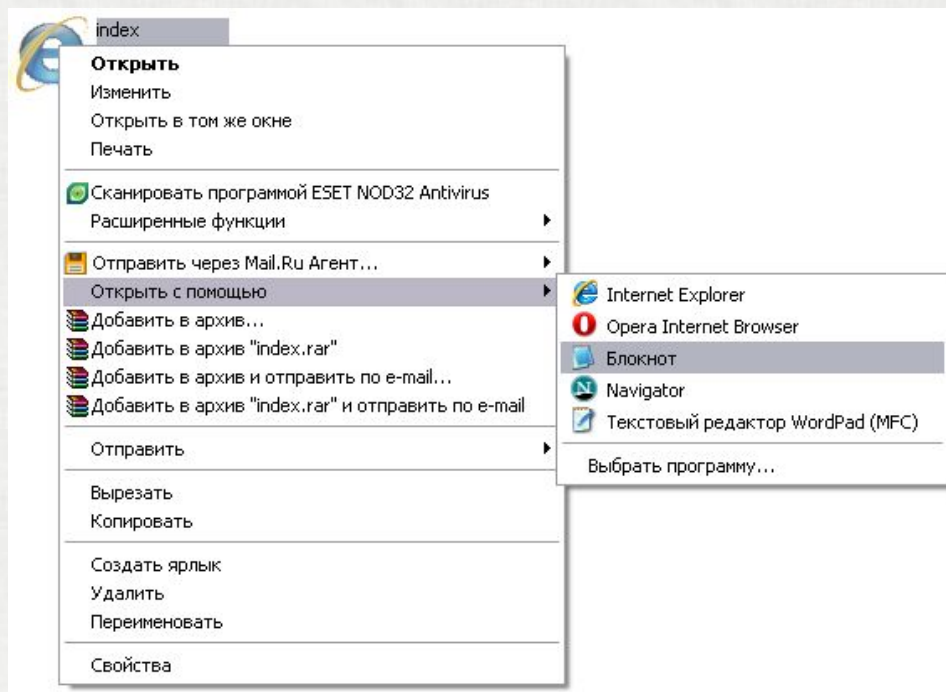 index
Открыть
Изменить
Открыть в том же окне
Печать
Сканировать программой ESET NOD32 Antivirus
Расширенные функции
Отправить через Mail.Ru Агент...
Открыть с помощью
Добавить в архив...
Добавить в архив "index.rar"
Добавить в архив и отправить по e-mail...
Добавить в архив "index.rar" и отправить по e-mail
Отправить
Вырезать
Копировать
Создать ярлык
Удалить
Переименовать
Свойства
Internet Explorer
Opera Internet Browser
Блокнот
Navigator
Текстовый редактор WordPad (MFC)
Выбрать программу...